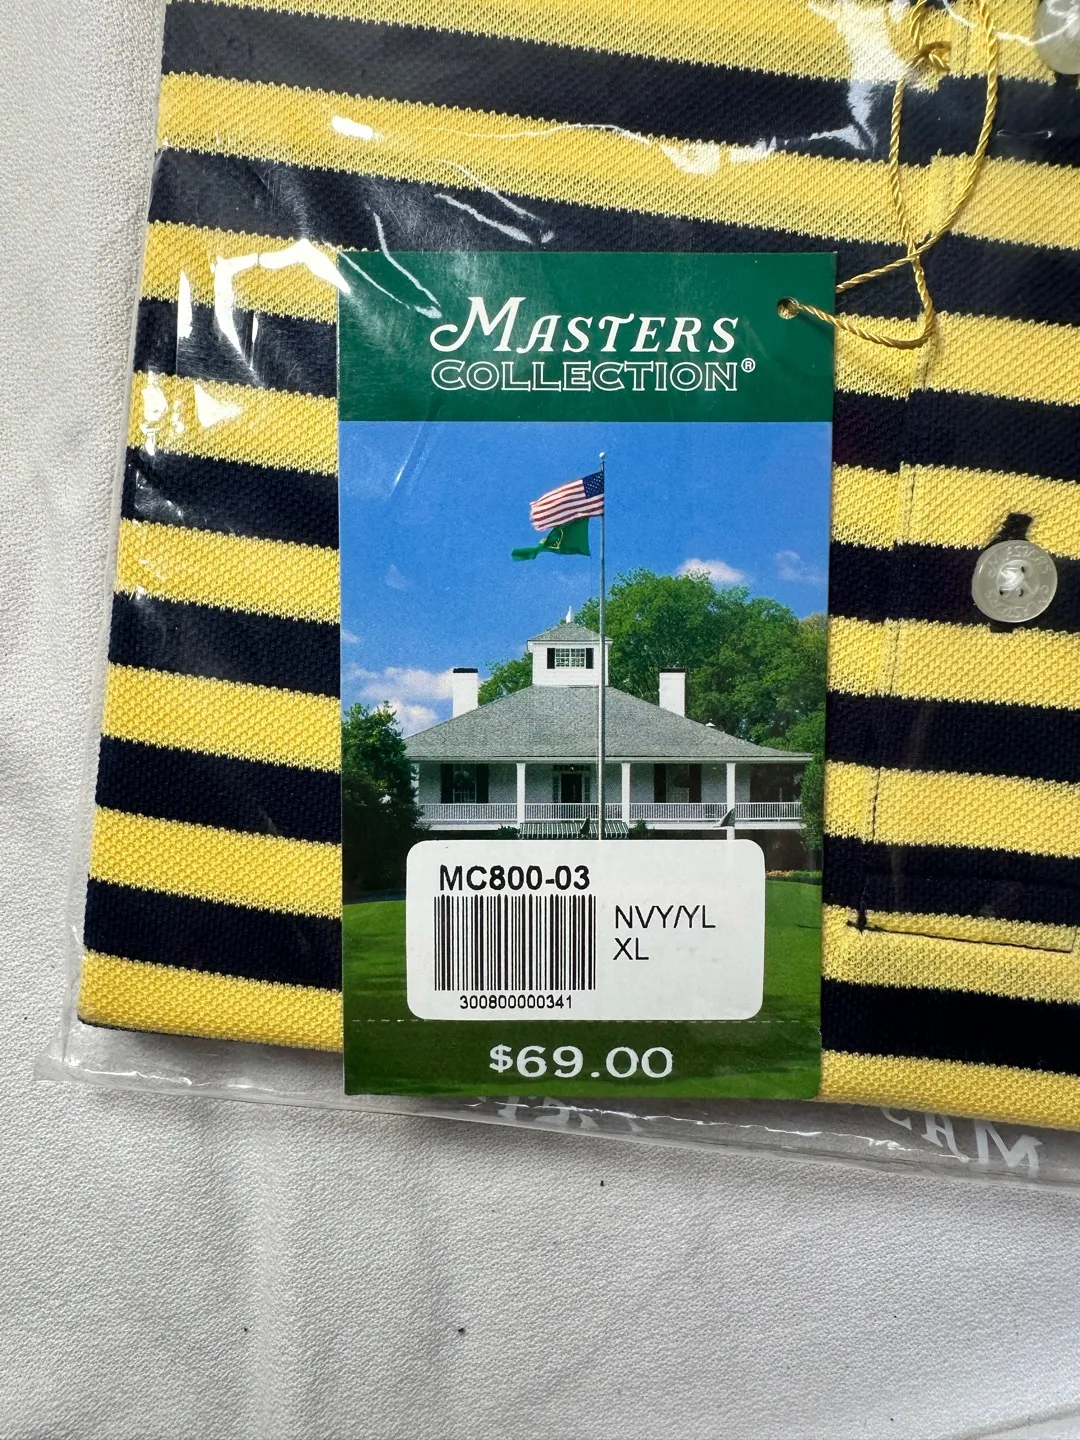 MASTERS
COLLECTION®
MC800-03
NVY/YL
XL
300800000341
$69.00